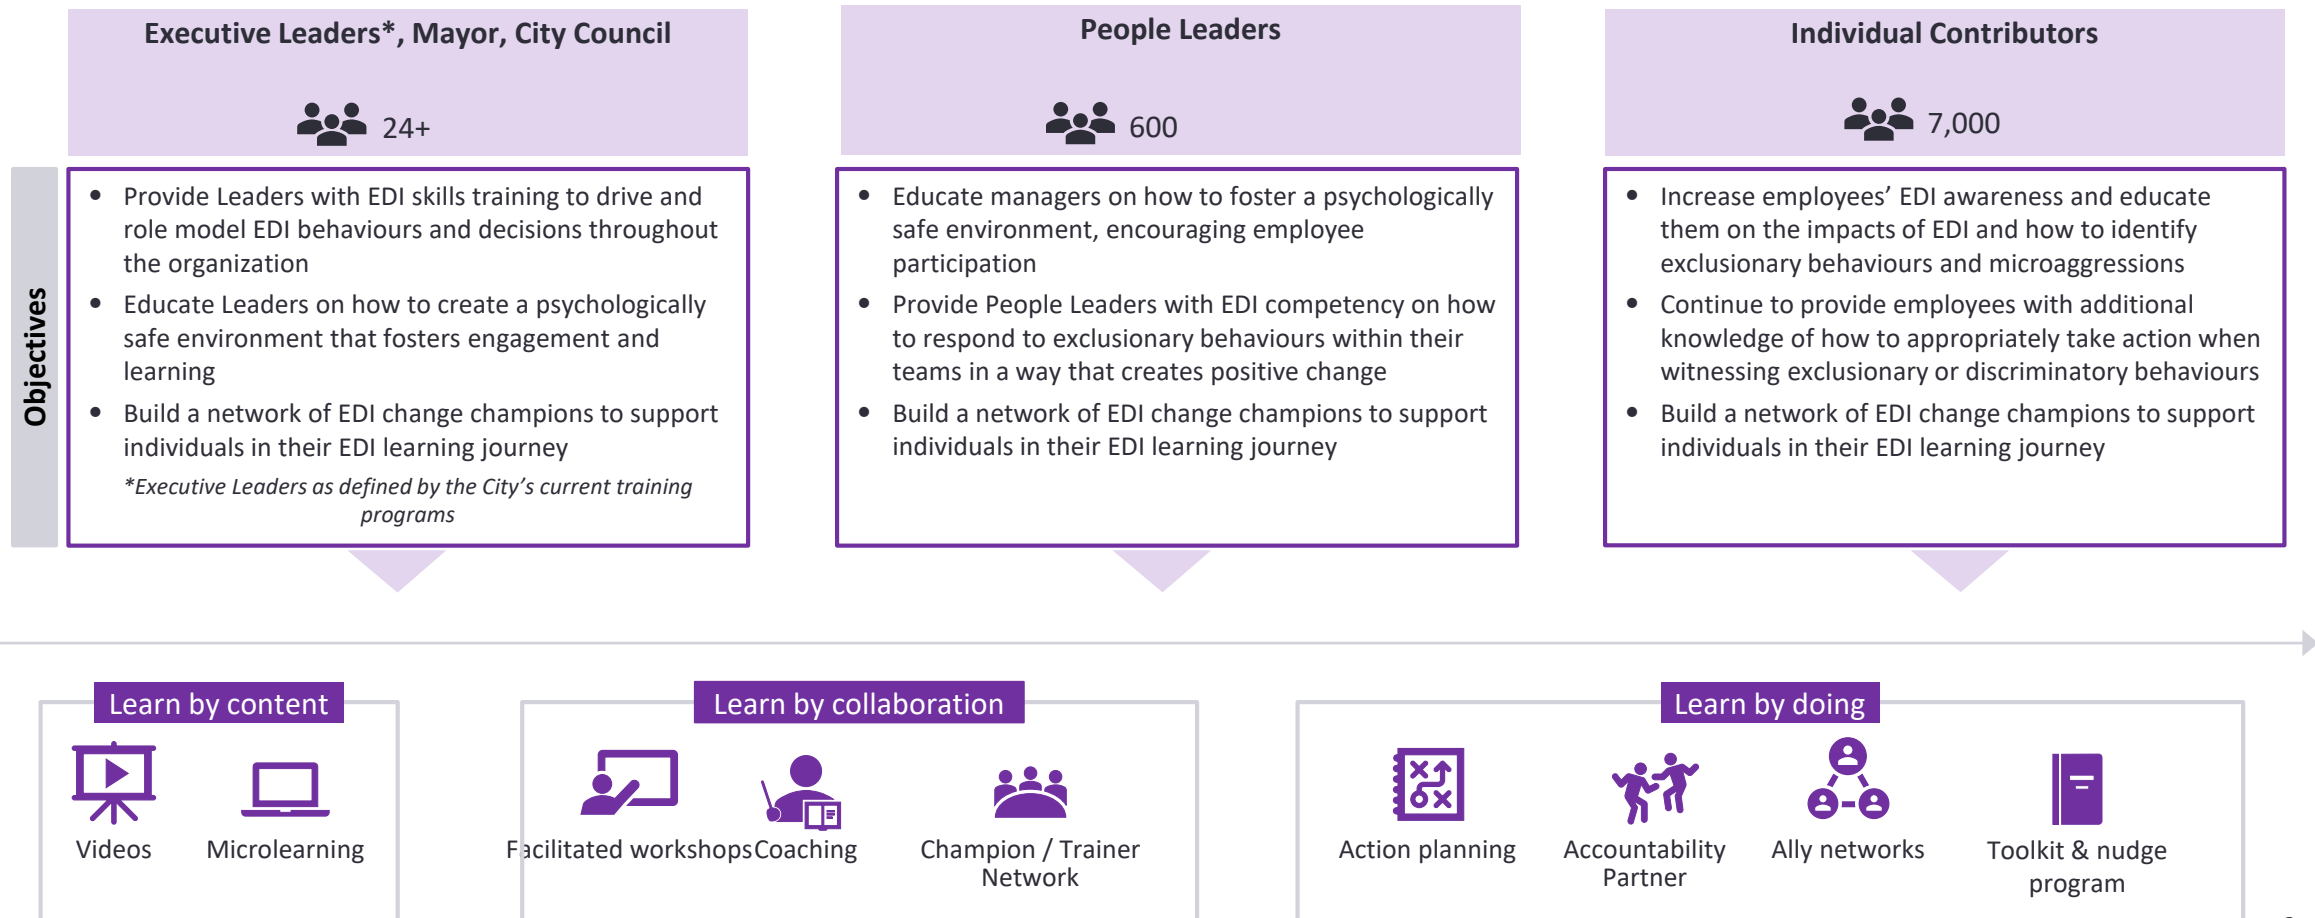 Executive Leaders*, Mayor, City Council
24+
People Leaders
600
Individual Contributors
7,000
Objectives
• Provide Leaders with EDI skills training to drive and
role model EDI behaviours and decisions throughout
the organization
• Educate Leaders on how to create a psychologically
safe environment that fosters engagement and
learning
• Build a network of EDI change champions to support
individuals in their EDI learning journey
*Executive Leaders as defined by the City's current training
programs
• Educate managers on how to foster a psychologically
safe environment, encouraging employee
participation
• Provide People Leaders with EDI competency on how
to respond to exclusionary behaviours within their
teams in a way that creates positive change
• Build a network of EDI change champions to support
individuals in their EDI learning journey
• Increase employees' EDI awareness and educate
them on the impacts of EDI and how to identify
exclusionary behaviours and microaggressions
• Continue to provide employees with additional
knowledge of how to appropriately take action when
witnessing exclusionary or discriminatory behaviours
• Build a network of EDI change champions to support
individuals in their EDI learning journey
Learn by content
Videos
Microlearning
Learn by collaboration
Facilitated workshops
Coaching
Champion / Trainer
Network
Learn by doing
Action planning
Accountability
Partner
Ally networks
Toolkit & nudge
program